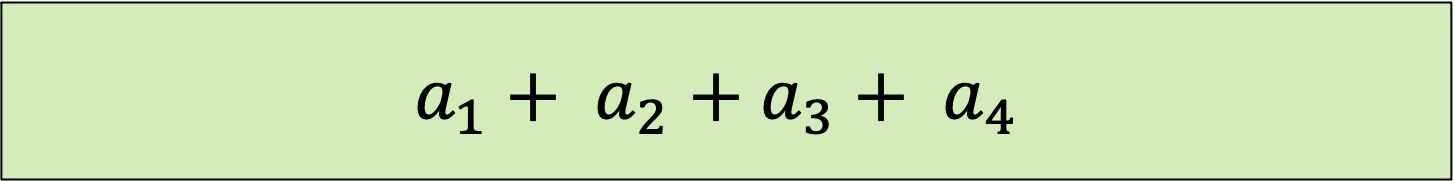 a₁ + a₂ + a₃ + a₄